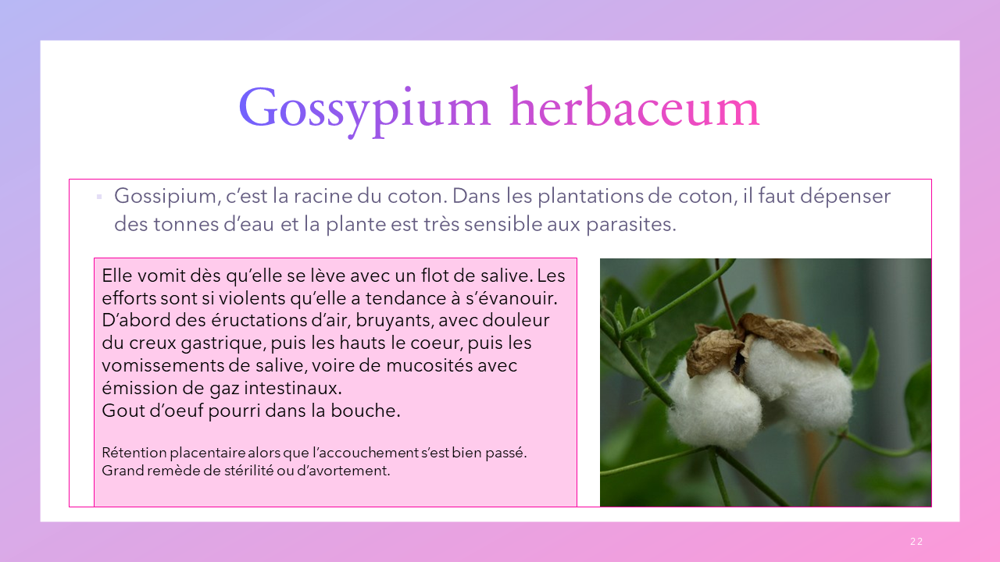 Gossypium herbaceum
Gossipium, c’est la racine du coton. Dans les plantations de coton, il faut dépenser
des tonnes d’eau et la plante est très sensible aux parasites.
Elle vomit dès qu’elle se lève avec un flot de salive. Les
efforts sont si violents qu’elle a tendance à s’évanouir.
D’abord des éructations d’air, bruyants, avec douleur
du creux gastrique, puis les hauts le coeur, puis les
vomissements de salive, voire de mucosités avec
émission de gaz intestinaux.
Gout d’oeuf pourri dans la bouche.
Rétention placentaire alors que l’accouchement s’est bien passé.
Grand remède de stérilité ou d’avortement.
22